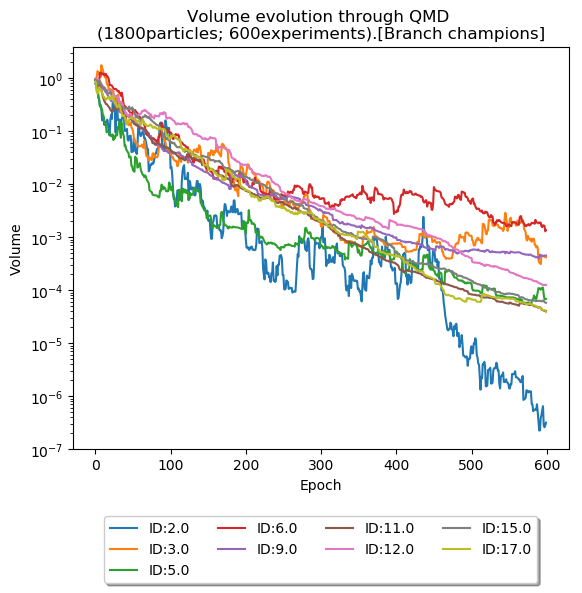 Volume evolution through QMD
(1800particles; 600experiments).[Branch champions]
10^0
10^-1
10^-2
10^-3
10^-4
10^-5
10^-6
10^-7
Volume
0 100 200 300 400 500 600
Epoch
ID:2.0 ID:6.0 ID:11.0 ID:15.0
ID:3.0 ID:9.0 ID:12.0 ID:17.0
ID:5.0